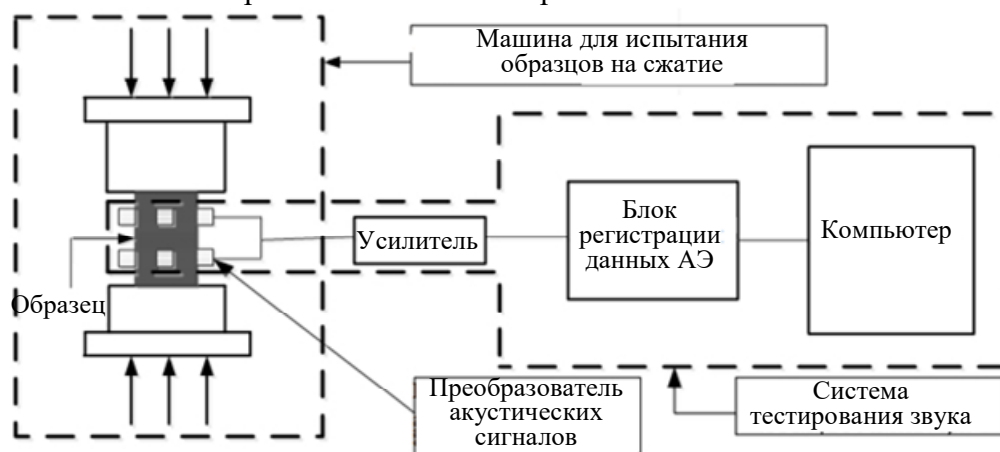 Машина для испытания
образцов на сжатие
Блок
регистрации
данных АЭ
Компьютер
Усилитель
Образец
Преобразователь
акустических
сигналов
Система
тестирования звука